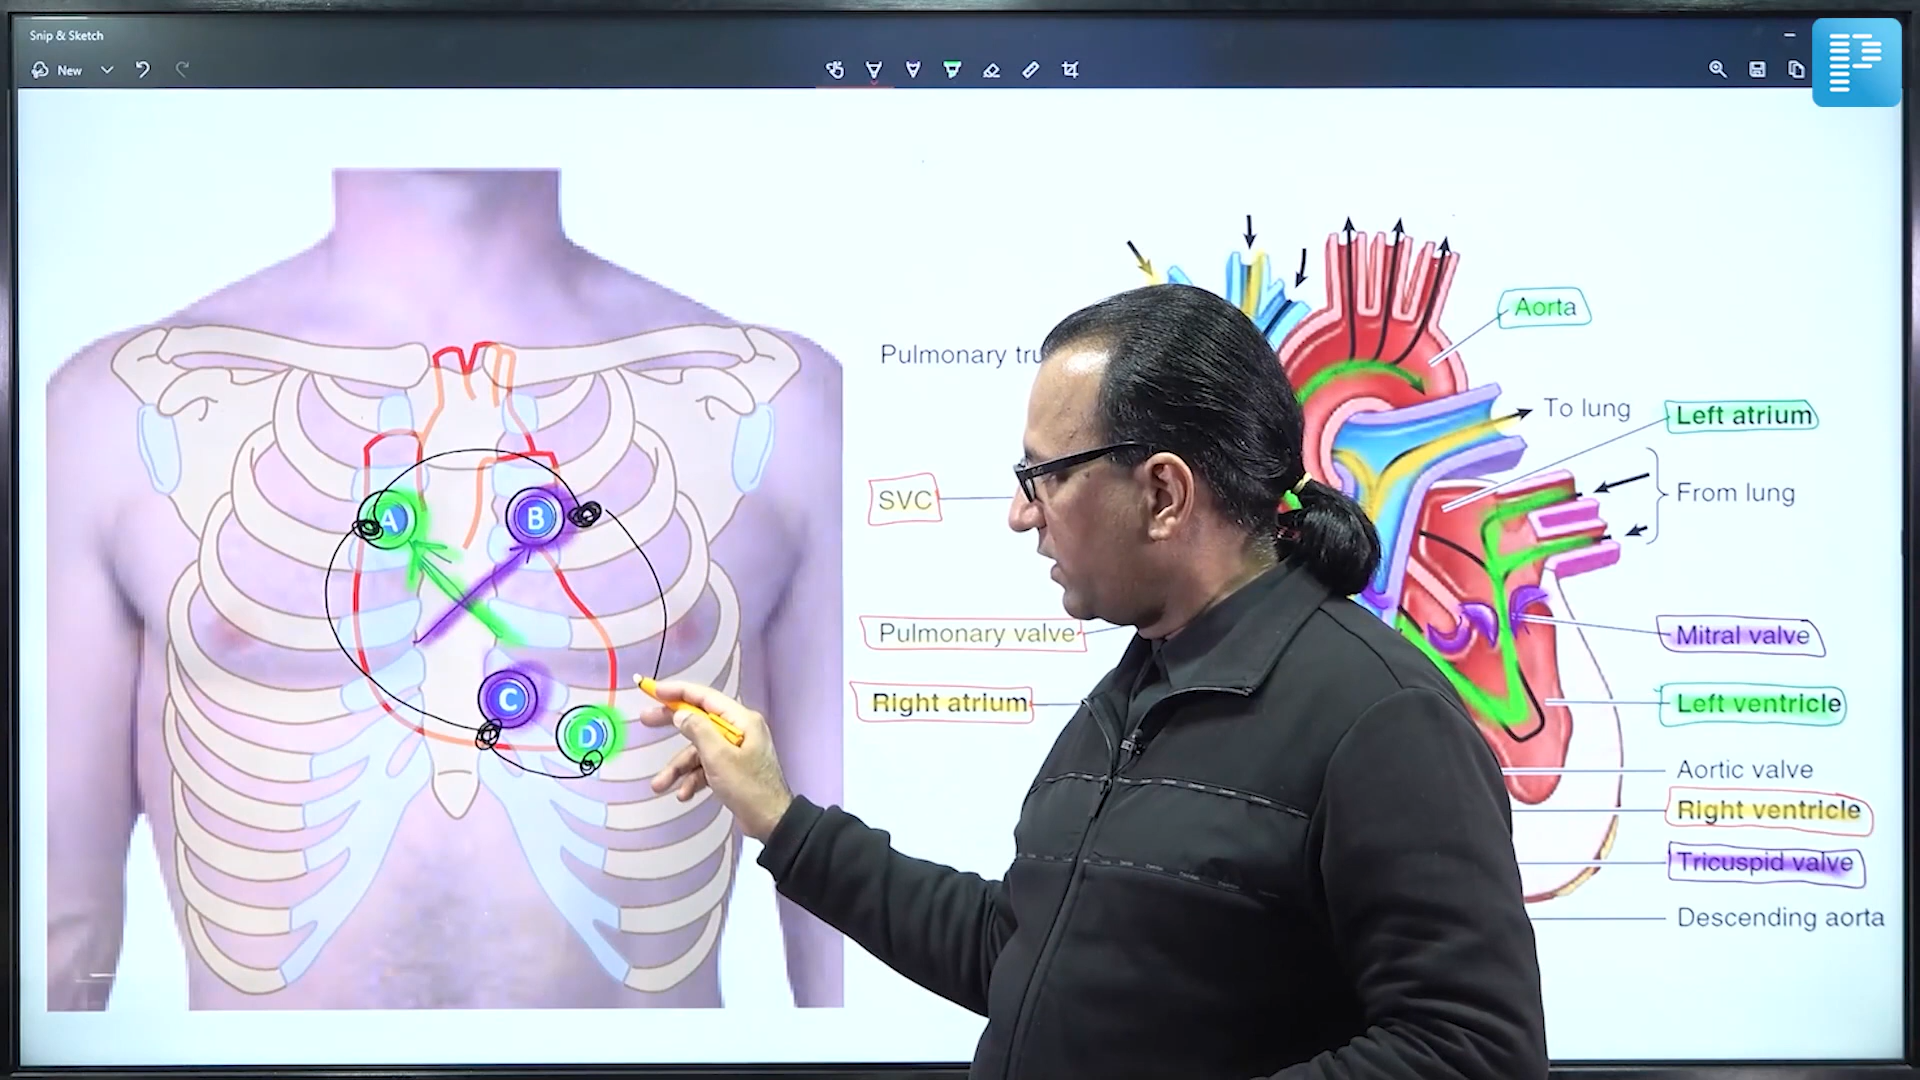 Snip & Sketch
New
A
B
C
D
Pulmonary tru
SVC
Pulmonary valve
Right atrium
Aorta
To lung
Left atrium
From lung
Mitral valve
Left ventricle
Aortic valve
Right ventricle
Tricuspid valve
Descending aorta